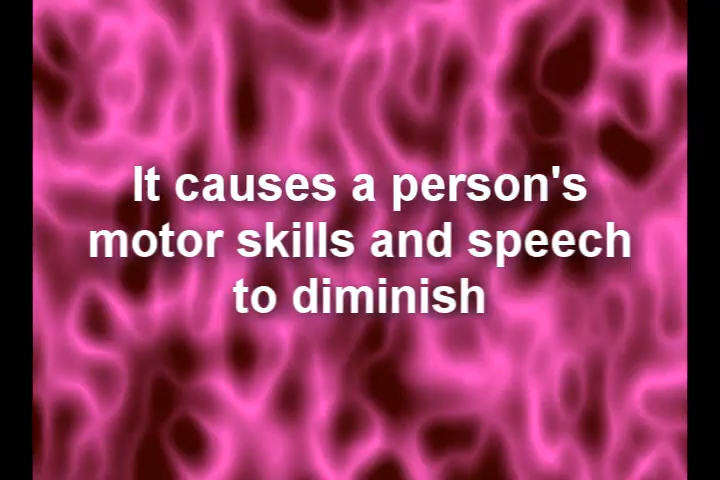 It causes a person's
motor skills and speech
to diminish